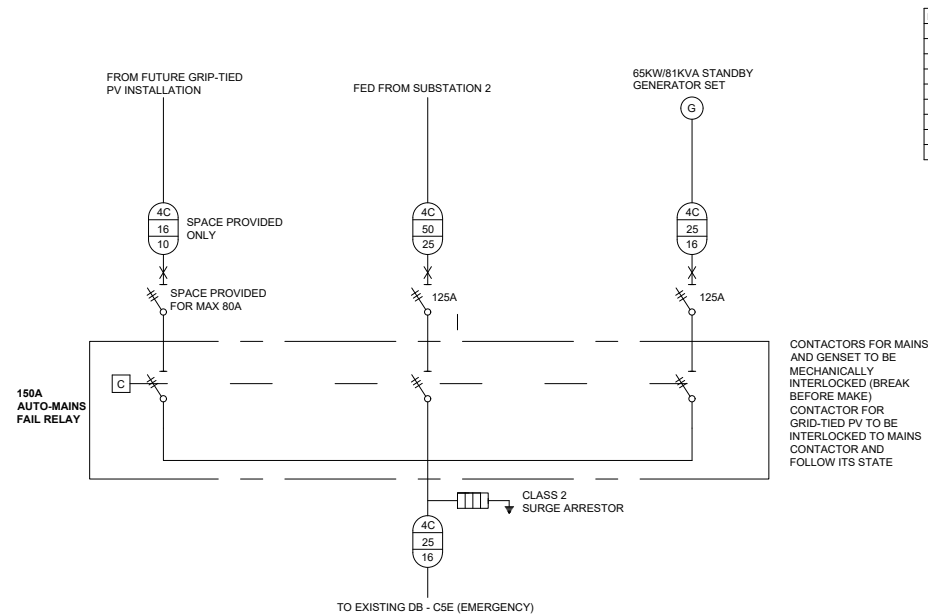 FROM FUTURE GRIP-TIED
PV INSTALLATION
FED FROM SUBSTATION 2
65KW/81KVA STANDBY
GENERATOR SET
G
4C
16
10
SPACE PROVIDED
ONLY
4C
50
25
4C
25
16
SPACE PROVIDED
FOR MAX 80A
125A
125A
150A
AUTO-MAINS
FAIL RELAY
C
CONTACTORS FOR MAINS
AND GENSET TO BE
MECHANICALLY
INTERLOCKED (BREAK
BEFORE MAKE)
CONTACTOR FOR
GRID-TIED PV TO BE
INTERLOCKED TO MAINS
CONTACTOR AND
FOLLOW ITS STATE
CLASS 2
SURGE ARRESTOR
4C
25
16
TO EXISTING DB - C5E (EMERGENCY)